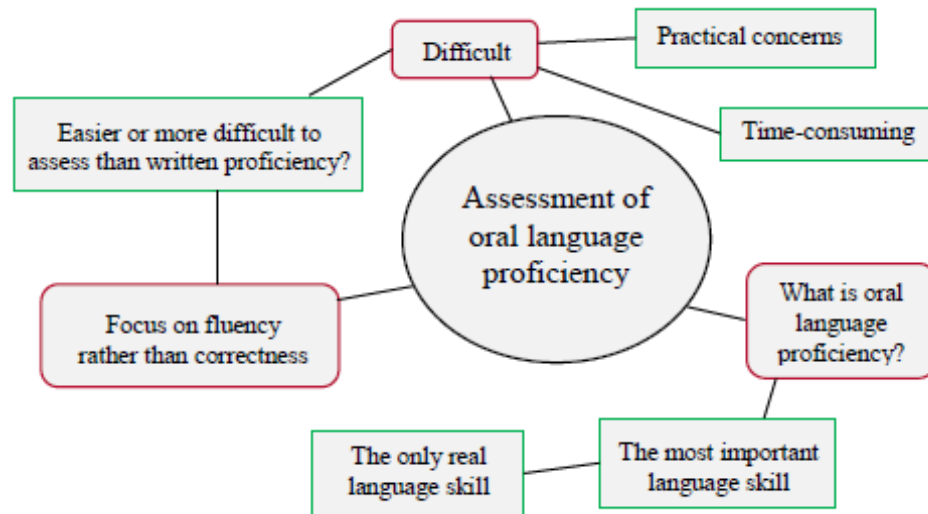 Difficult
Practical concerns
Easier or more difficult to
assess than written proficiency?
Time-consuming
Assessment of
oral language
proficiency
What is oral
language
proficiency?
Focus on fluency
rather than correctness
The only real
language skill
The most important
language skill